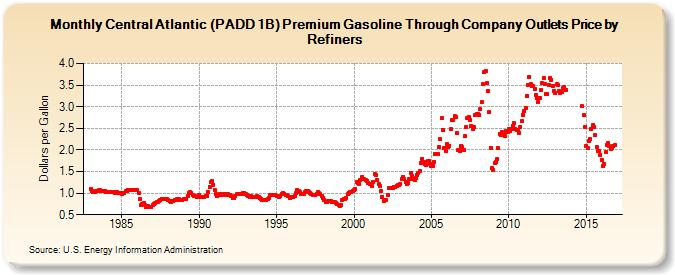 Monthly Central Atlantic (PADD 1B) Premium Gasoline Through Company Outlets Price by
Refiners
Dollars per Gallon
4.0
3.5
3.0
2.5
2.0
1.5
1.0
0.5
1985 1990 1995 2000 2005 2010 2015
Source: U.S. Energy Information Administration